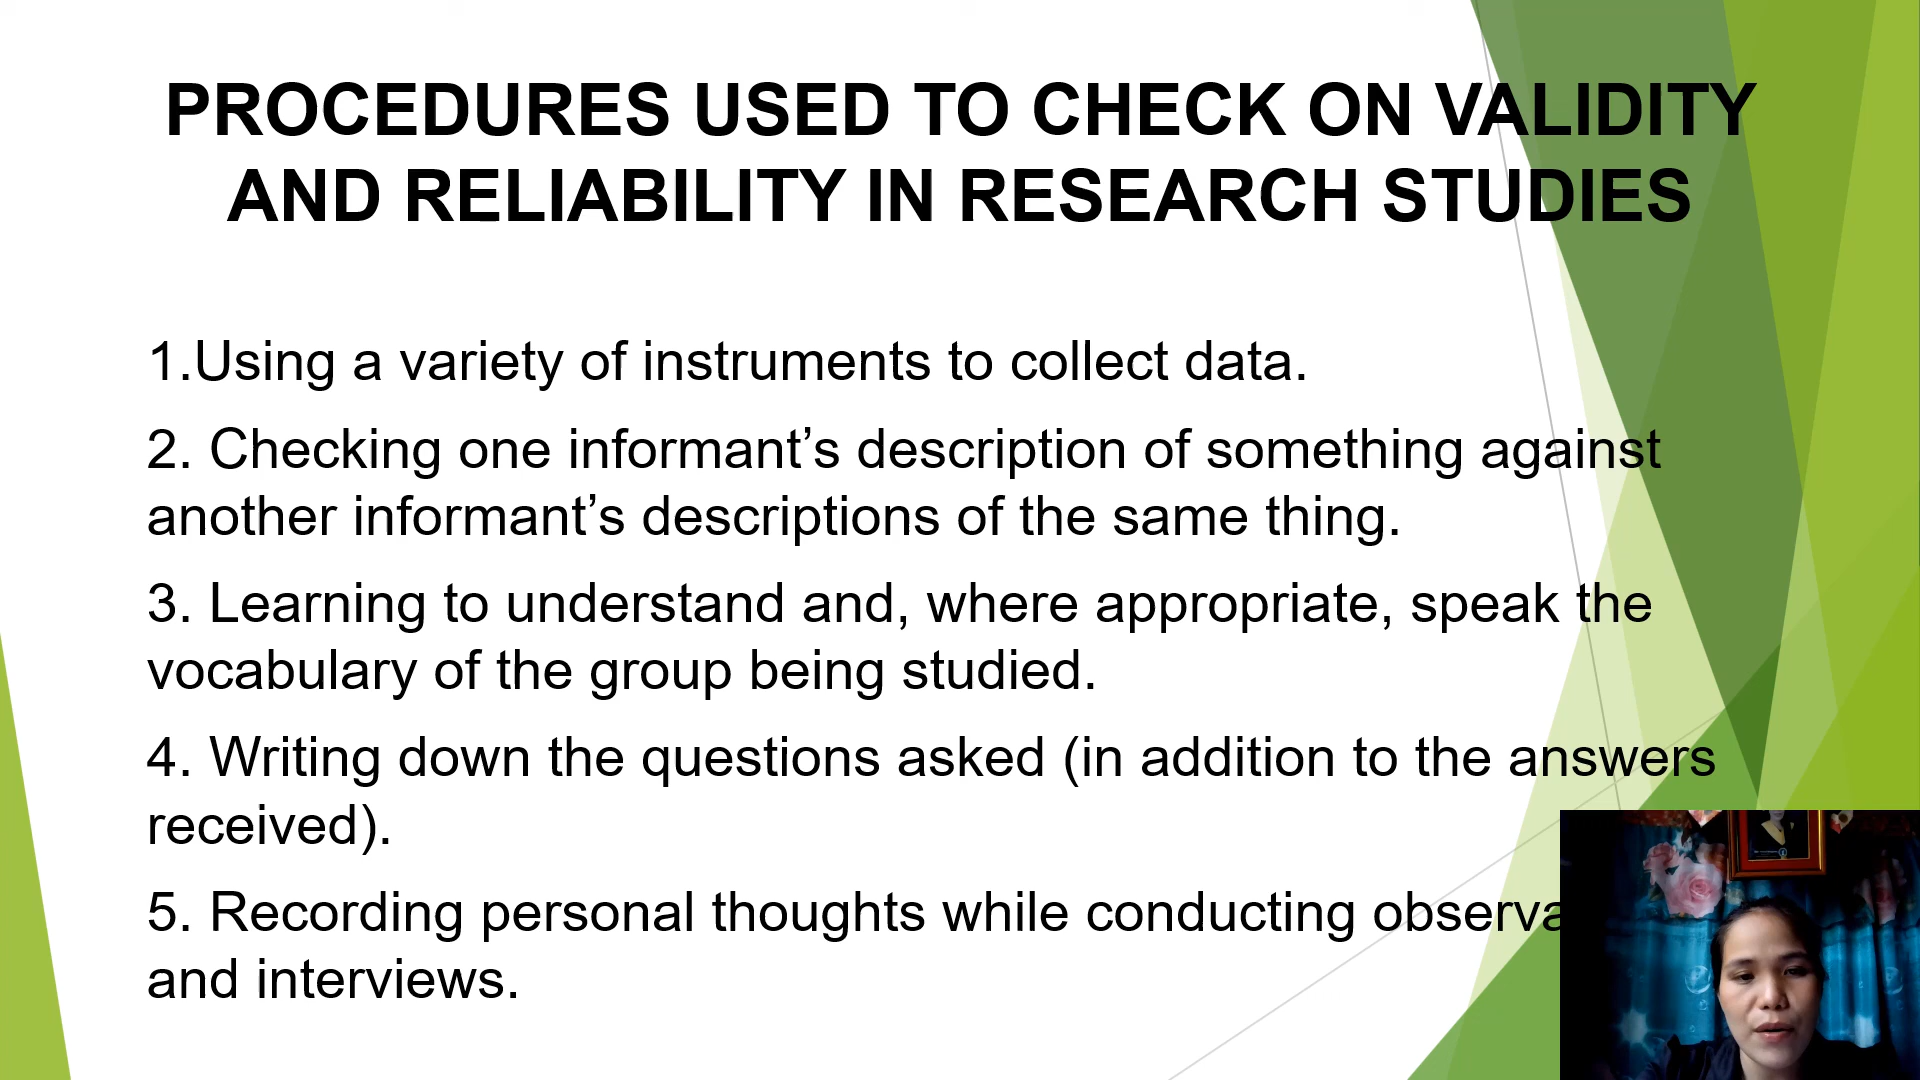 PROCEDURES USED TO CHECK ON VALIDITY
AND RELIABILITY IN RESEARCH STUDIES
1.Using a variety of instruments to collect data.
2. Checking one informant’s description of something against
another informant’s descriptions of the same thing.
3. Learning to understand and, where appropriate, speak the
vocabulary of the group being studied.
4. Writing down the questions asked (in addition to the answers
received).
5. Recording personal thoughts while conducting
and interviews.